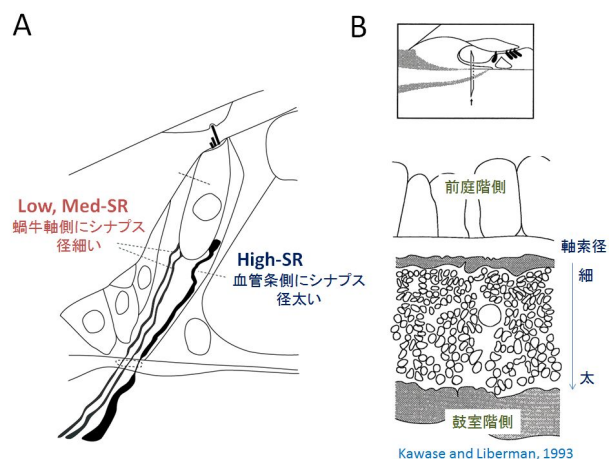 A
B
Low, Med-SR
蝸牛軸側にシナプス
径細い
High-SR
血管条側にシナプス
径太い
前庭階側
軸索径
細
太
鼓室階側
Kawase and Liberman, 1993